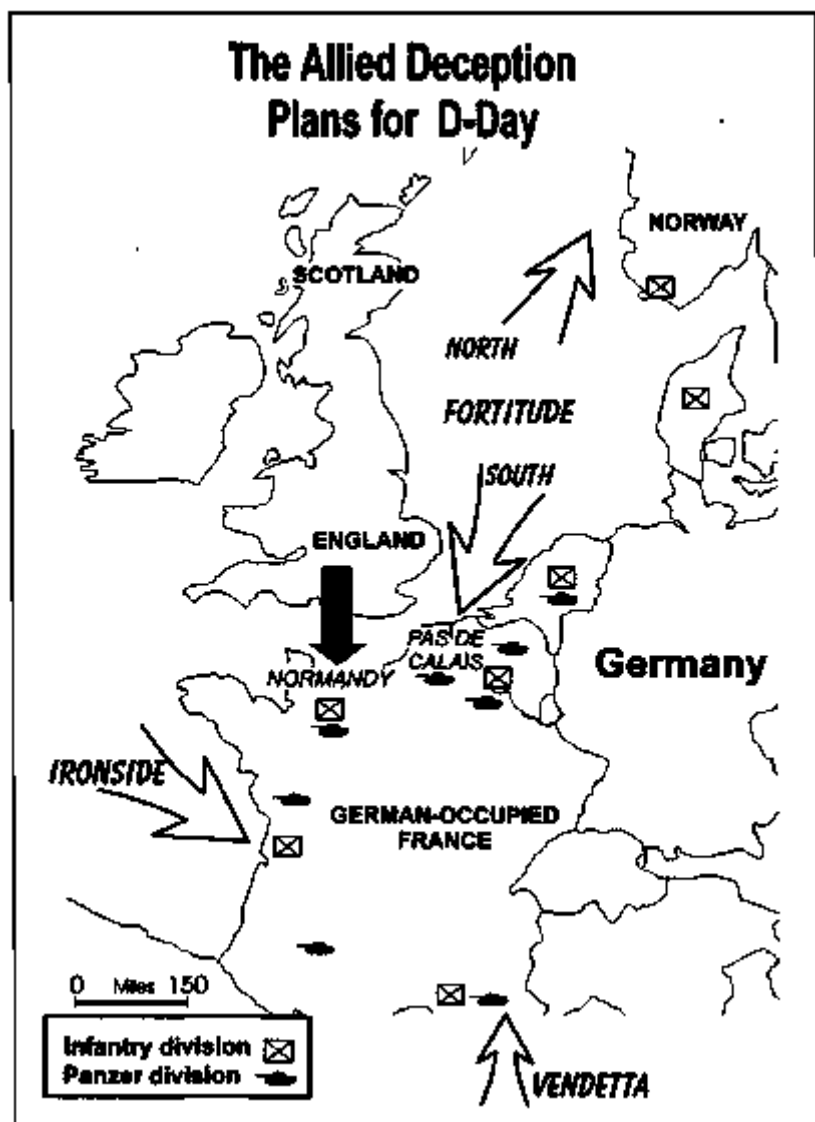 The Allied Deception
Plans for D-Day
NORWAY
SCOTLAND
NORTH
FORTITUDE
SOUTH
ENGLAND
PAS DE
CALAIS
Germany
NORMANDY
IRONSIDE
GERMAN-OCCUPIED
FRANCE
0 Miles 150
Infantry division
Panzer division
VENDETTA